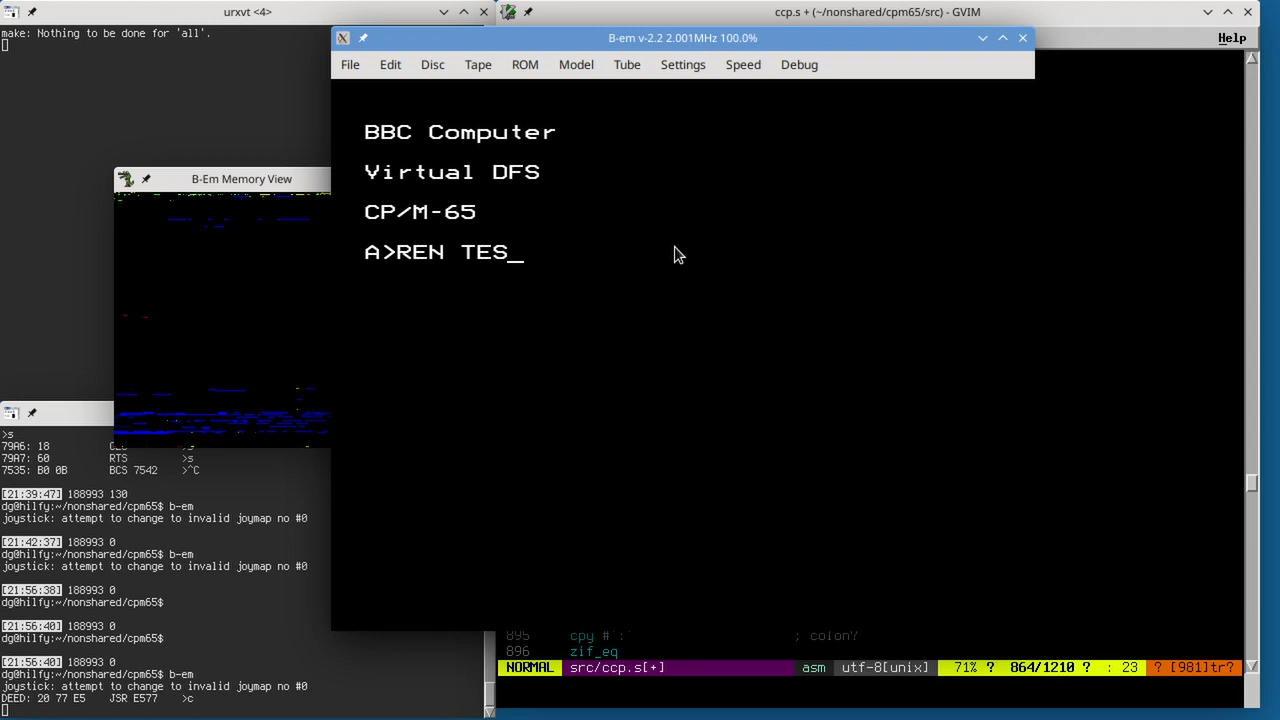 urxvt <4>
make: Nothing to be done for 'all'.
ccp.s + (~/nonshared/cpm65/src) - GVIM
Help
B-em v-2.2 2.001MHz 100.0%
File Edit Disc Tape ROM Model Tube Settings Speed Debug
BBC Computer
Virtual DFS
CP/M-65
A>REN TES_
B-Em Memory View
>s
79A6: 18
79A7: 60 RTS >s
7535: B0 0B BCS 7542 >^C
[21:39:47] 188993 130
dg@hilfy:~/nonshared/cpm65$ b-em
joystick: attempt to change to invalid joymap no #0
[21:42:37] 188993 0
dg@hilfy:~/nonshared/cpm65$ b-em
joystick: attempt to change to invalid joymap no #0
[21:56:38] 188993 0
dg@hilfy:~/nonshared/cpm65$
[21:56:40] 188993 0
dg@hilfy:~/nonshared/cpm65$
[21:56:40] 188993 0
dg@hilfy:~/nonshared/cpm65$ b-em
joystick: attempt to change to invalid joymap no #0
DEED: 20 77 E5 JSR E577 >c
895 cpy #':' ; colon?
896 zif_eq
NORMAL src/ccp.s[+] asm utf-8[unix] 71% ? 864/1210 ? : 23 ? [981]tr?